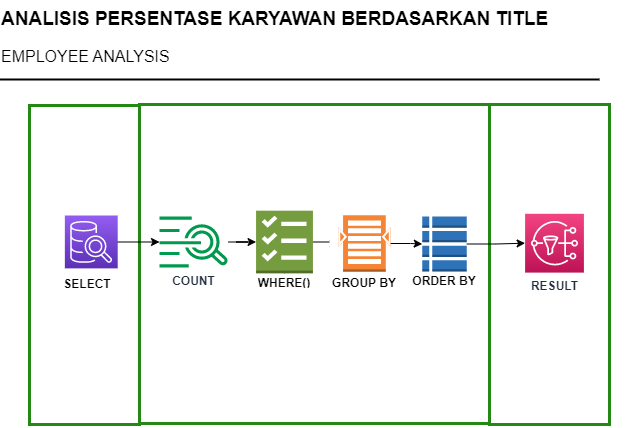 ANALISIS PERSENTASE KARYAWAN BERDASARKAN TITLE
EMPLOYEE ANALYSIS
SELECT
COUNT
WHERE()
GROUP BY
ORDER BY
RESULT